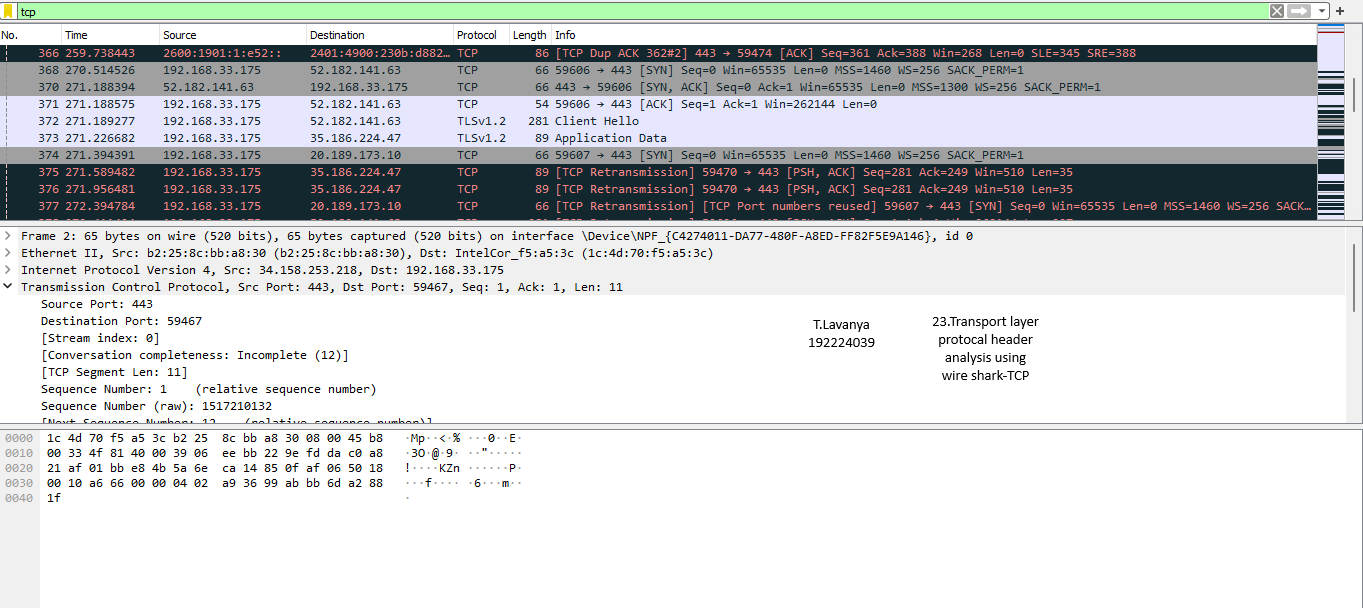 tcp
No. Time Source Destination Protocol Length Info
366 259.738443 2600:1901:1:e52:: 2401:4900:230b:d882… TCP 86 [TCP Dup ACK 362#2] 443 → 59474 [ACK] Seq=361 Ack=388 Win=268 Len=0 SLE=345 SRE=388
368 270.514526 192.168.33.175 52.182.141.63 TCP 66 59606 → 443 [SYN] Seq=0 Win=65535 Len=0 MSS=1460 WS=256 SACK_PERM=1
370 271.188394 52.182.141.63 192.168.33.175 TCP 66 443 → 59606 [SYN, ACK] Seq=0 Ack=1 Win=65535 Len=0 MSS=1300 WS=256 SACK_PERM=1
371 271.188575 192.168.33.175 52.182.141.63 TCP 54 59606 → 443 [ACK] Seq=1 Ack=1 Win=262144 Len=0
372 271.189277 192.168.33.175 52.182.141.63 TLSv1.2 281 Client Hello
373 271.226682 192.168.33.175 35.186.224.47 TLSv1.2 89 Application Data
374 271.394391 192.168.33.175 20.189.173.10 TCP 66 59607 → 443 [SYN] Seq=0 Win=65535 Len=0 MSS=1460 WS=256 SACK_PERM=1
375 271.589482 192.168.33.175 35.186.224.47 TCP 89 [TCP Retransmission] 59470 → 443 [PSH, ACK] Seq=281 Ack=249 Win=510 Len=35
376 271.956481 192.168.33.175 35.186.224.47 TCP 89 [TCP Retransmission] 59470 → 443 [PSH, ACK] Seq=281 Ack=249 Win=510 Len=35
377 272.394784 192.168.33.175 20.189.173.10 TCP 66 [TCP Retransmission] [TCP Port numbers reused] 59607 → 443 [SYN] Seq=0 Win=65535 Len=0 MSS=1460 WS=256 SACK…
Frame 2: 65 bytes on wire (520 bits), 65 bytes captured (520 bits) on interface \Device\NPF_{C4274011-DA77-480F-A8ED-FF82F5E9A146}, id 0
Ethernet II, Src: b2:25:8c:bb:a8:30 (b2:25:8c:bb:a8:30), Dst: IntelCor_f5:a5:3c (1c:4d:70:f5:a5:3c)
Internet Protocol Version 4, Src: 34.158.253.218, Dst: 192.168.33.175
Transmission Control Protocol, Src Port: 443, Dst Port: 59467, Seq: 1, Ack: 1, Len: 11
Source Port: 443
Destination Port: 59467
[Stream index: 0]
[Conversation completeness: Incomplete (12)]
[TCP Segment Len: 11]
Sequence Number: 1 (relative sequence number)
Sequence Number (raw): 1517210132
[Next Sequence Number: 12 (relative sequence number)]
T.Lavanya
192224039
23.Transport layer
protocal header
analysis using
wire shark-TCP
0000 1c 4d 70 f5 a5 3c b2 25 8c bb a8 30 08 00 45 b8 ·Mp··<·% ···0··E·
0010 00 33 4f 81 40 00 39 06 ee bb 22 9e fd da c0 a8 ·3O·@·9· ··"·····
0020 21 af 01 bb e8 4b 5a 6e ca 14 85 0f af 06 50 18 !····KZn ······P·
0030 00 10 a6 66 00 00 04 02 a9 36 99 ab bb 6d a2 88 ···f···· ·6···m··
0040 1f ·